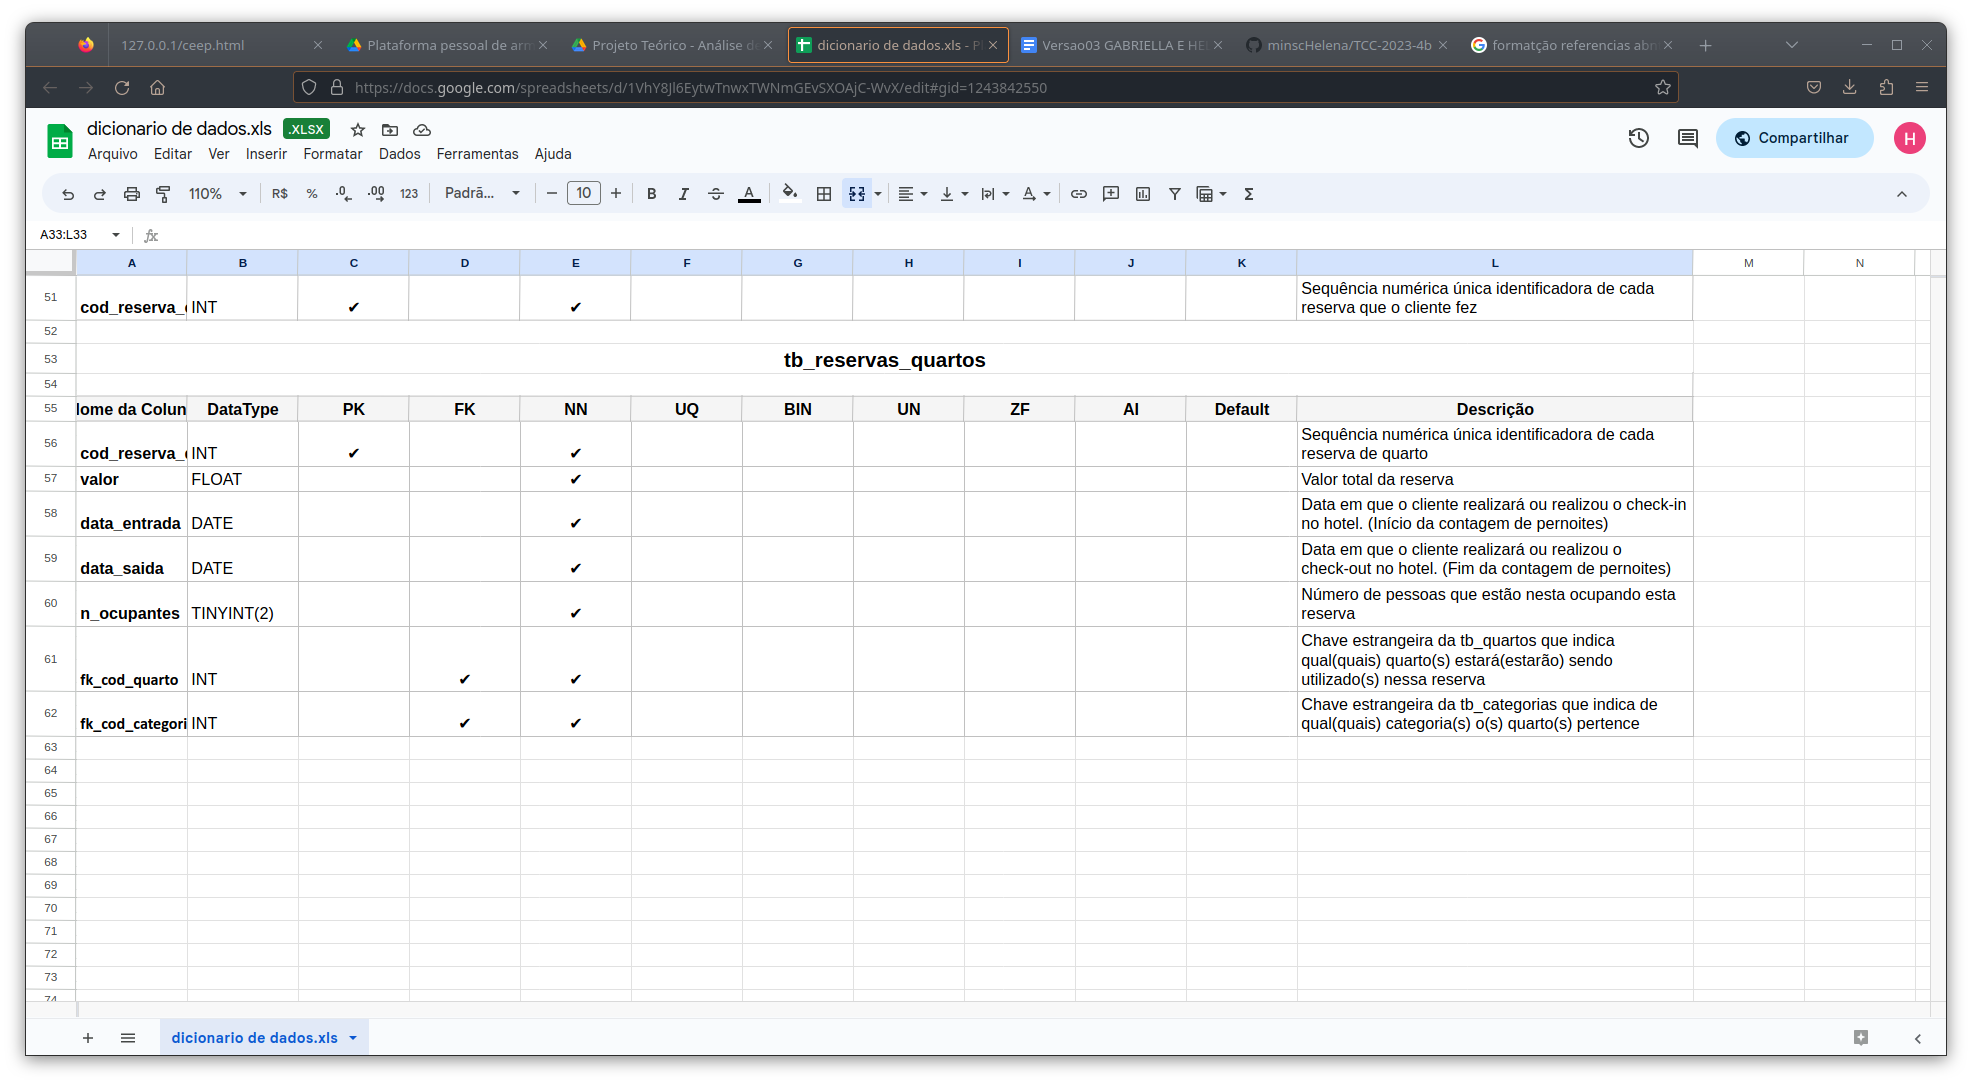 127.0.0.1/ceep.html
Plataforma pessoal de arm
Projeto Teórico - Análise de
dicionario de dados.xls - Pl
Versao03 GABRIELLA E HEL
minscHelena/TCC-2023-4b
formatção referencias abn
https://docs.google.com/spreadsheets/d/1VhY8Jl6EytwTnwxTWNmGEvSXOAjC-WvX/edit#gid=1243842550
dicionario de dados.xls .XLSX
Arquivo Editar Ver Inserir Formatar Dados Ferramentas Ajuda
Compartilhar
H
110% R$ % .0 .00 123 Padrã... 10 B I S A
A33:L33 fx
A B C D E F G H I J K L M N
51 cod_reserva_ INT ✔ ✔ Sequência numérica única identificadora de cada
reserva que o cliente fez
52
53 tb_reservas_quartos
54
55 Nome da Colun DataType PK FK NN UQ BIN UN ZF AI Default Descrição
56 cod_reserva_ INT ✔ ✔ Sequência numérica única identificadora de cada
reserva de quarto
57 valor FLOAT ✔ Valor total da reserva
58 data_entrada DATE ✔ Data em que o cliente realizará ou realizou o check-in
no hotel. (Início da contagem de pernoites)
59 data_saida DATE ✔ Data em que o cliente realizará ou realizou o
check-out no hotel. (Fim da contagem de pernoites)
60 n_ocupantes TINYINT(2) ✔ Número de pessoas que estão nesta ocupando esta
reserva
61 fk_cod_quarto INT ✔ ✔ Chave estrangeira da tb_quartos que indica
qual(quais) quarto(s) estará(estarão) sendo
utilizado(s) nessa reserva
62 fk_cod_categori INT ✔ ✔ Chave estrangeira da tb_categorias que indica de
qual(quais) categoria(s) o(s) quarto(s) pertence
63
64
65
66
67
68
69
70
71
72
73
74
dicionario de dados.xls